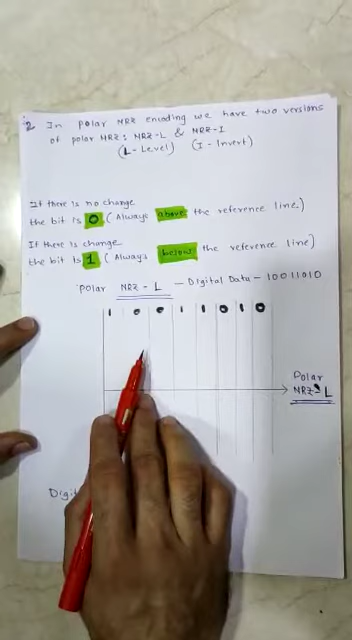 2 In polar NRZ encoding we have two versions
of polar NRZ: NRZ-L & NRZ-I
(L-Level) (I-Invert)
If there is no change
the bit is 0 (Always above the reference line)
If there is change
the bit is 1 (Always below the reference line)
Polar NRZ-L - Digital Data - 10011010
1 0 0 1 1 0 1 0
Polar
NRZ-L
Digit